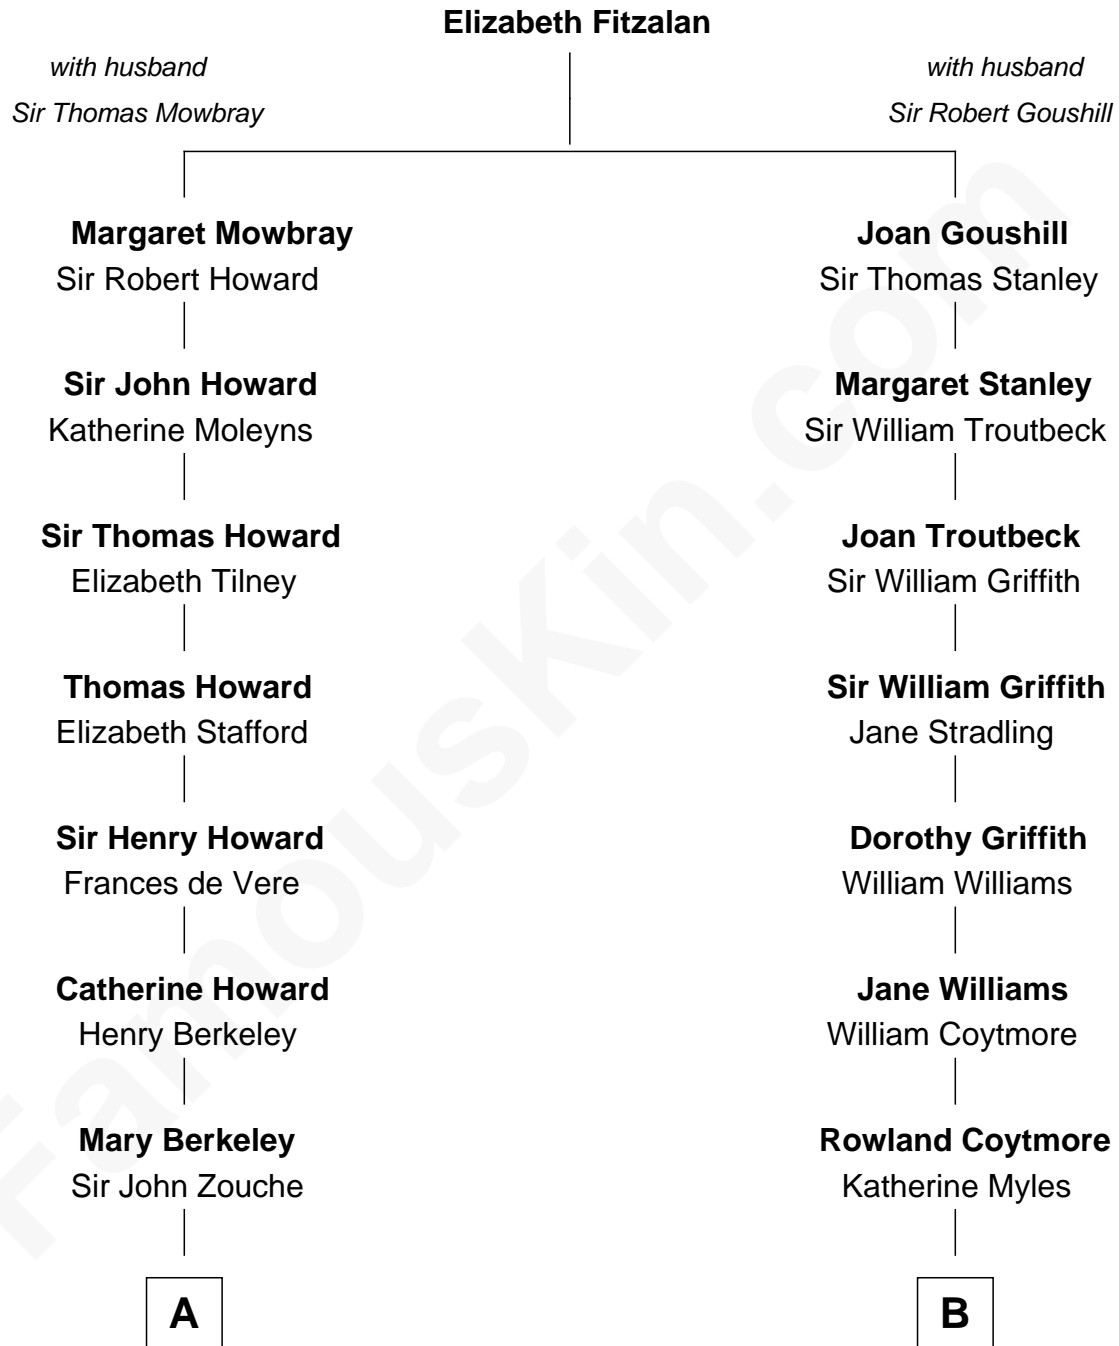 Elizabeth Fitzalan
with husband
Sir Thomas Mowbray
with husband
Sir Robert Goushill
Margaret Mowbray
Sir Robert Howard
Joan Goushill
Sir Thomas Stanley
Sir John Howard
Katherine Moleyns
Margaret Stanley
Sir William Troutbeck
Sir Thomas Howard
Elizabeth Tilney
Joan Troutbeck
Sir William Griffith
Thomas Howard
Elizabeth Stafford
Sir William Griffith
Jane Stradling
Sir Henry Howard
Frances de Vere
Dorothy Griffith
William Williams
Catherine Howard
Henry Berkeley
Jane Williams
William Coytmore
Mary Berkeley
Sir John Zouche
Rowland Coytmore
Katherine Myles
A
B
FamousKin.com